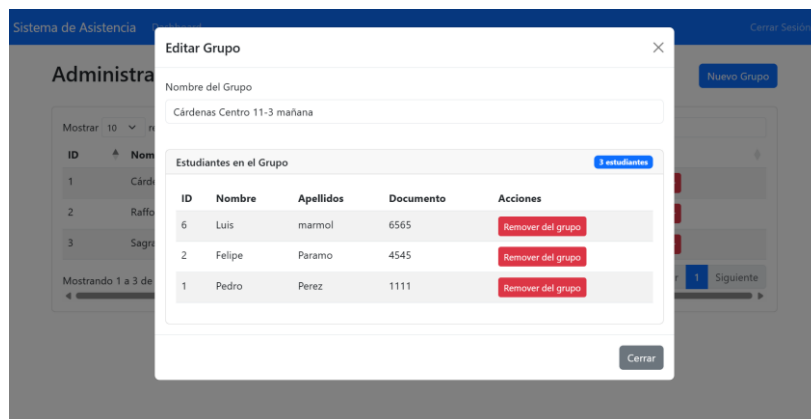 Sistema de Asistencia Dashboard Cerrar Sesión
Administra Nuevo Grupo
Mostrar 10
ID Nom
1 Cárde
2 Raffo
3 Sagra
Mostrando 1 a 3 de 1 Siguiente
Editar Grupo
Nombre del Grupo
Cárdenas Centro 11-3 mañana
Estudiantes en el Grupo 3 estudiantes
ID Nombre Apellidos Documento Acciones
6 Luis marmol 6565 Remover del grupo
2 Felipe Paramo 4545 Remover del grupo
1 Pedro Perez 1111 Remover del grupo
Cerrar